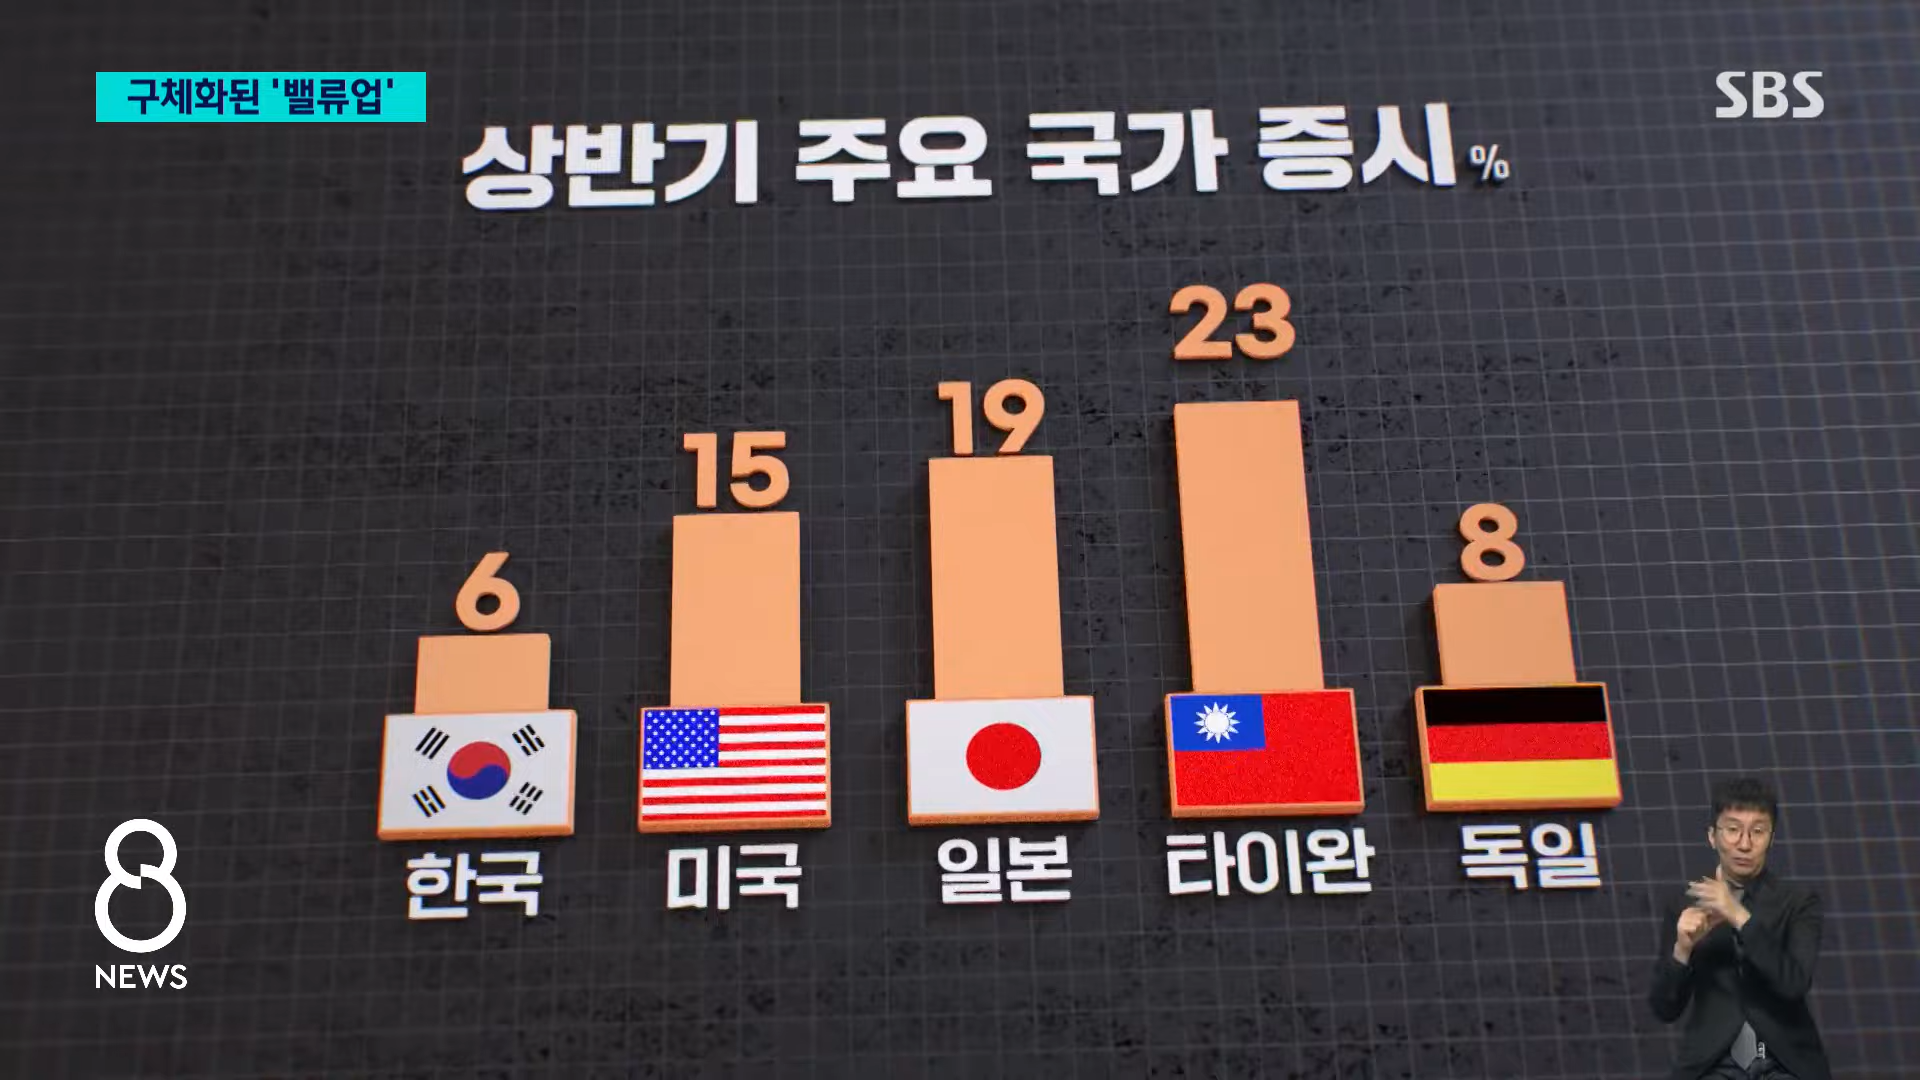 구체화된 '밸류업'
SBS
상반기 주요 국가 증시 %
6
15
19
23
8
한국
미국
일본
타이완
독일
8
NEWS